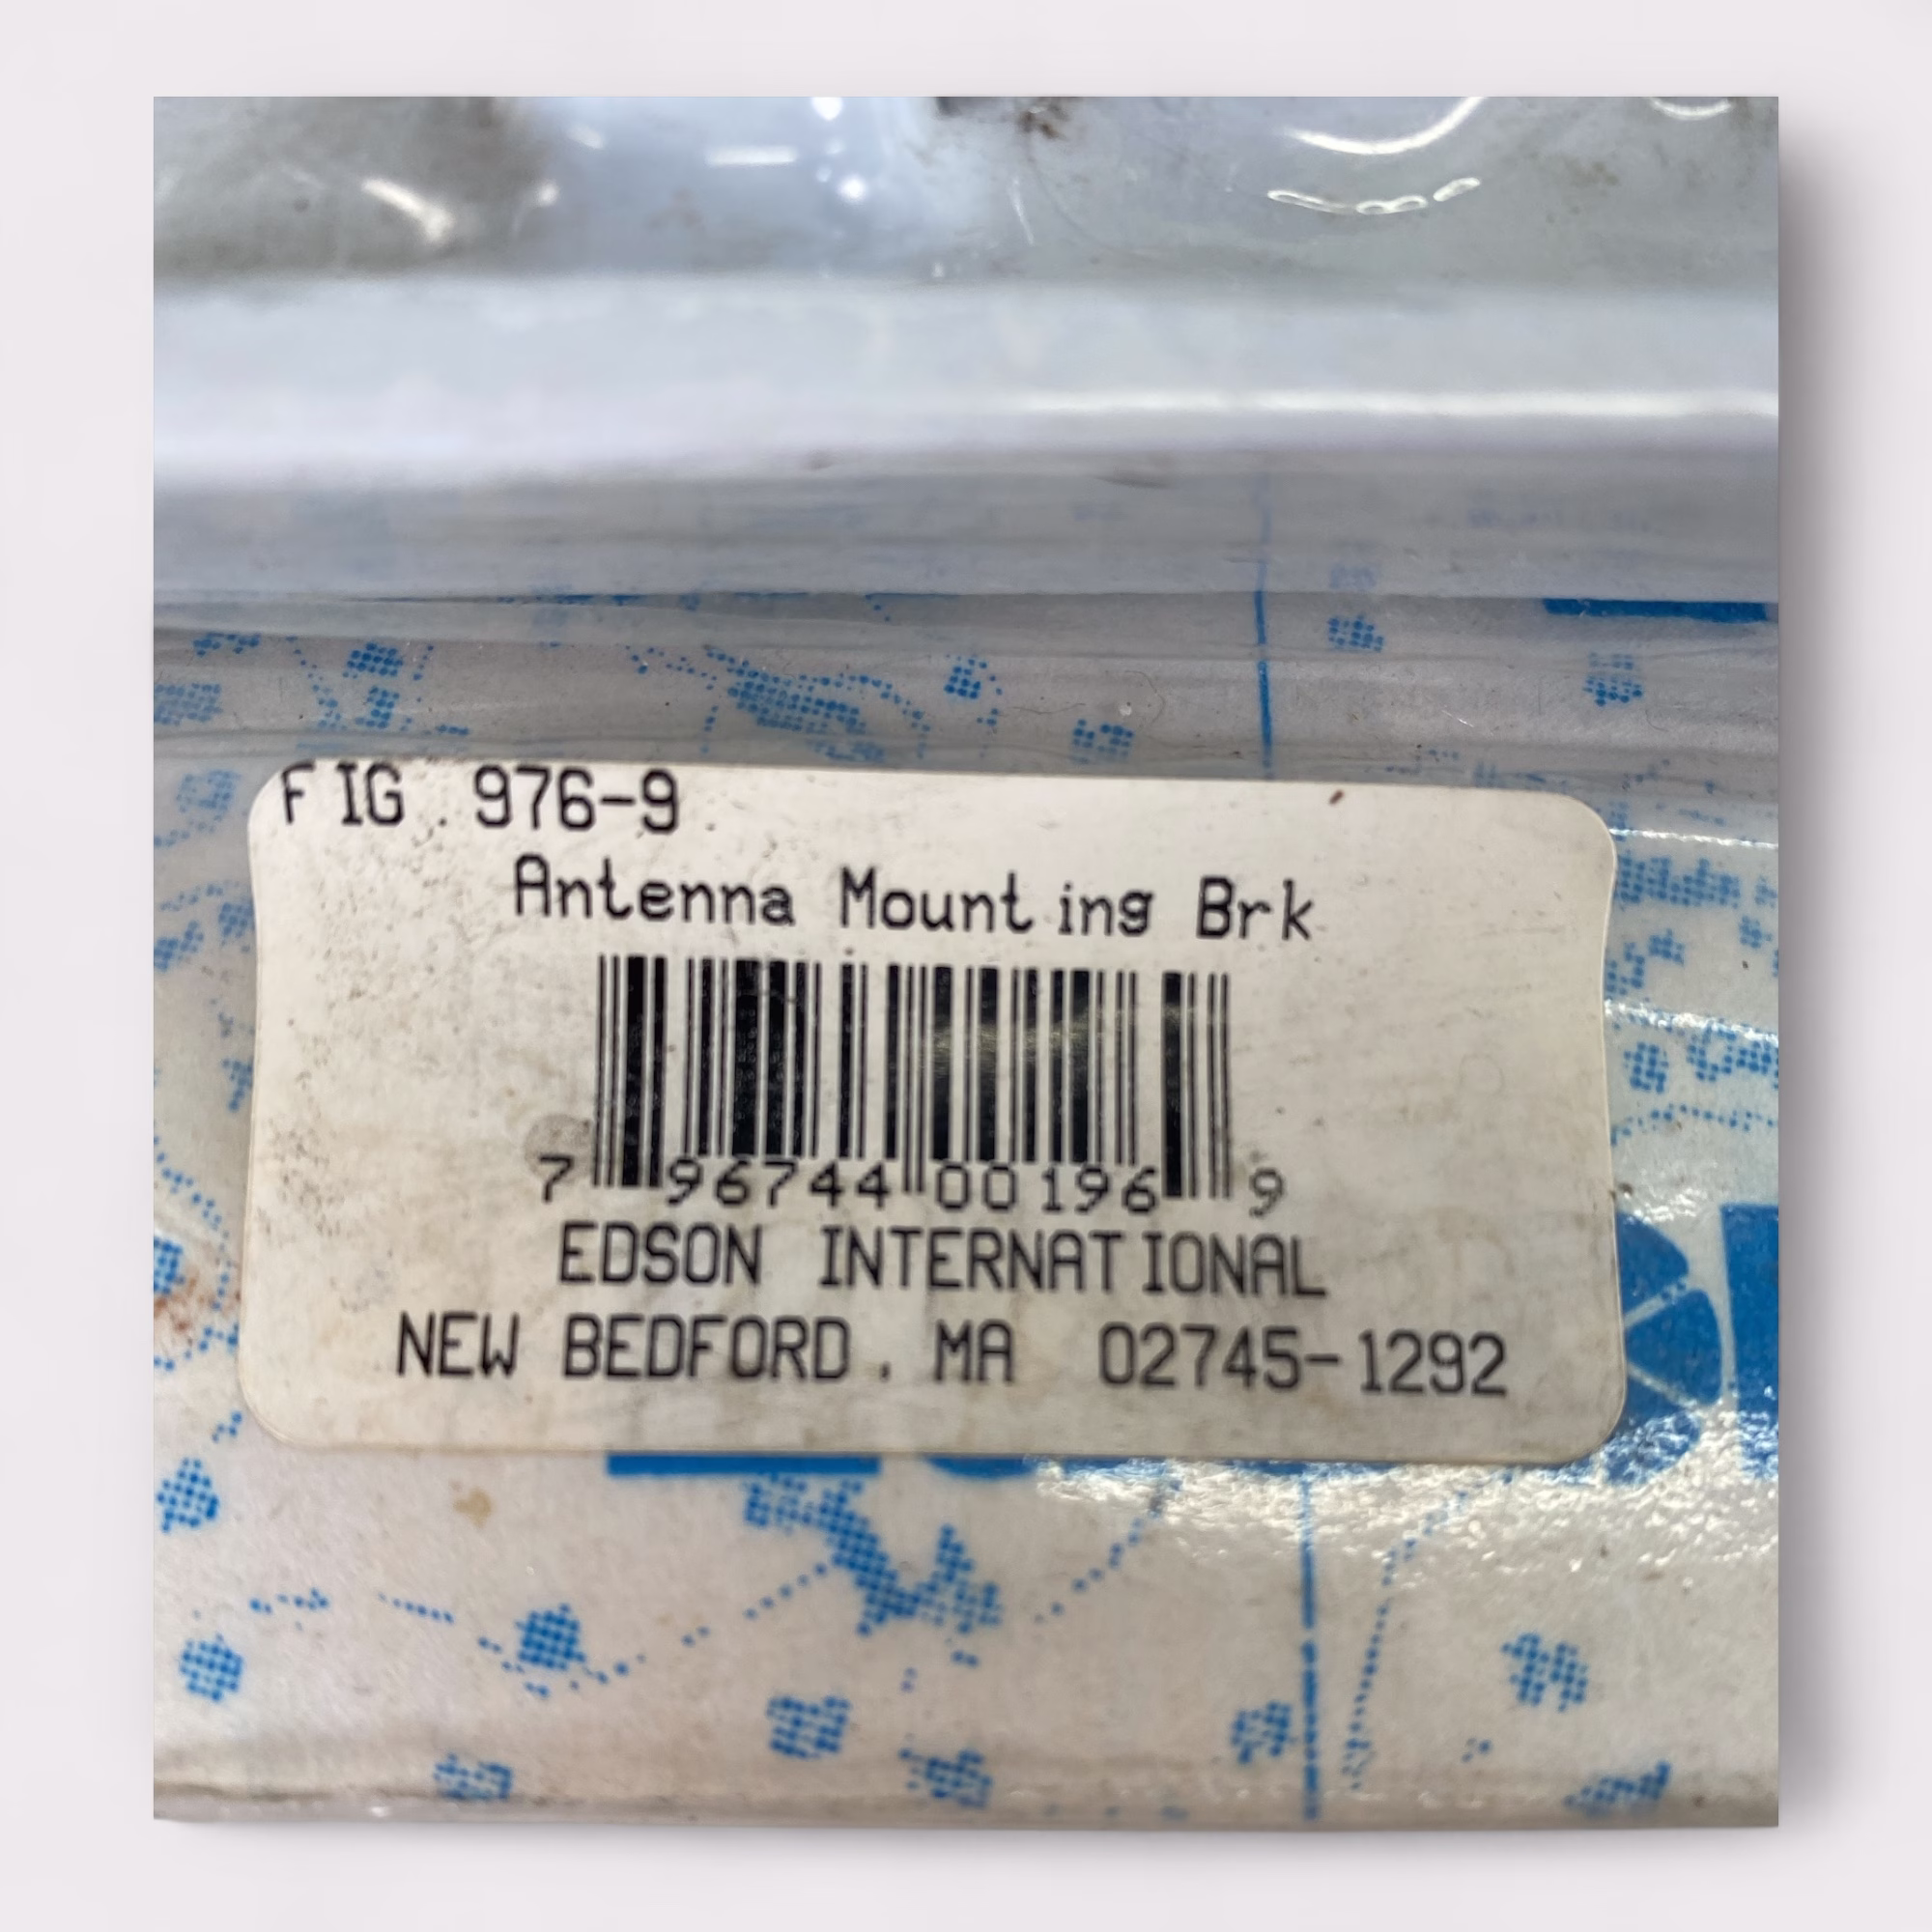 FIG. 976-9
Antenna Mounting Brk
7 96744 00196 9
EDSON INTERNATIONAL
NEW BEDFORD, MA 02745-1292